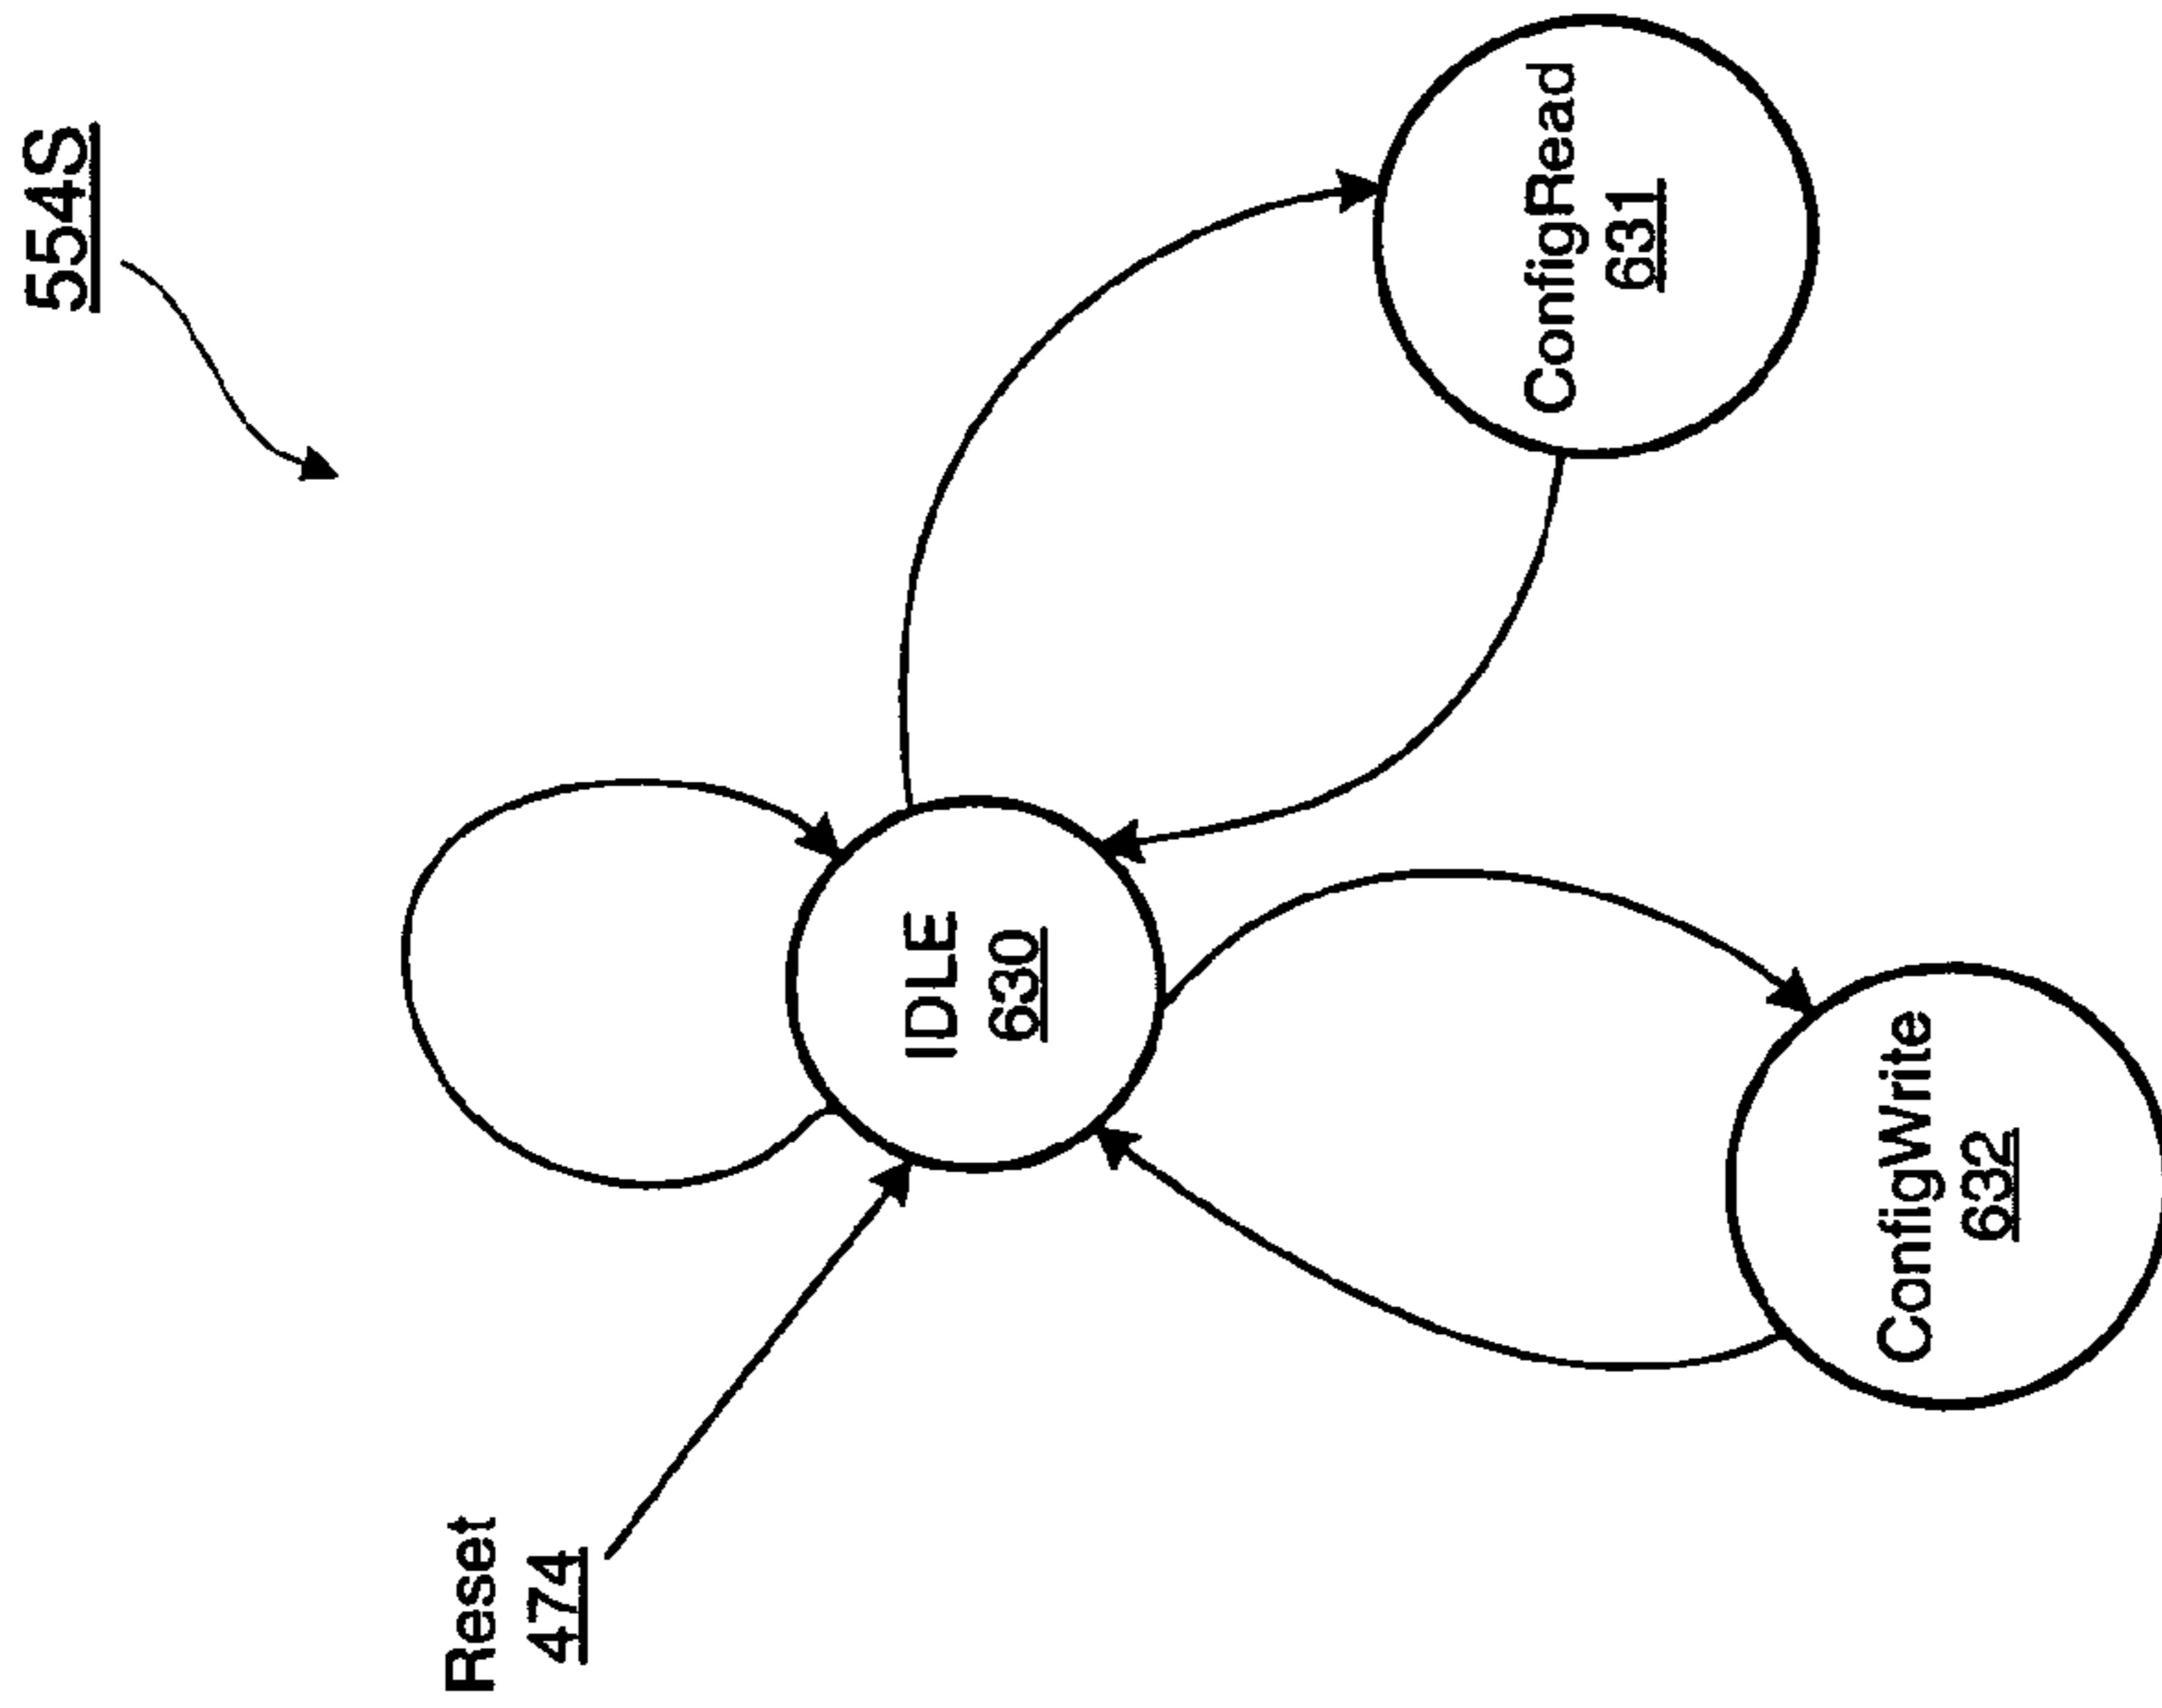 554S
Reset
474
IDLE
630
ConfigRead
631
ConfigWrite
632